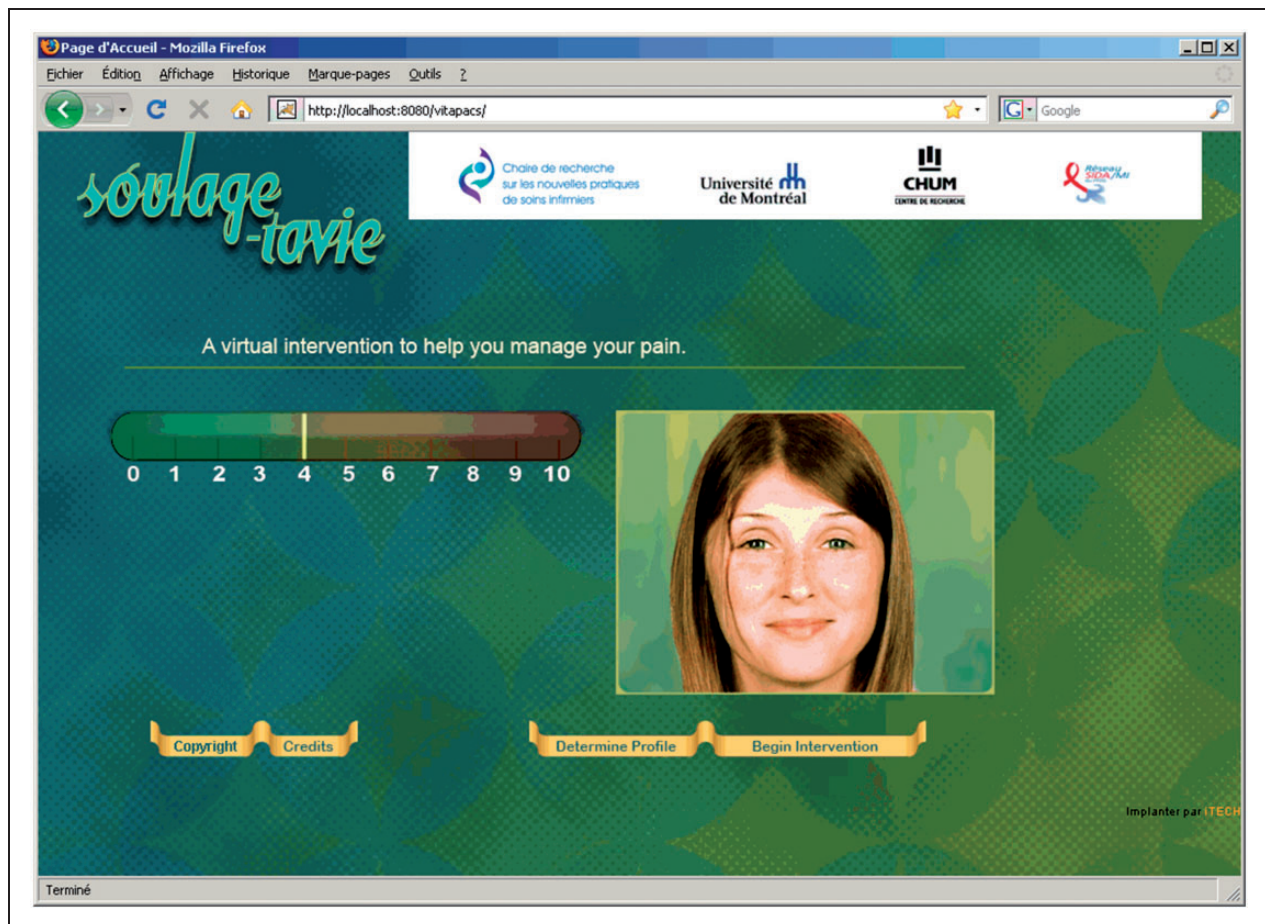 Page d'Accueil - Mozilla Firefox
Fichier Édition Affichage Historique Marque-pages Outils ?
http://localhost:8080/vitapacs/
G Google
soulage
-tavie
Chaire de recherche
sur les nouvelles pratiques
de soins infirmiers
Université
de Montréal
CHUM
CENTRE DE RECHERCHE
Réseau
SIDA/MI
A virtual intervention to help you manage your pain.
0 1 2 3 4 5 6 7 8 9 10
Copyright Credits Determine Profile Begin Intervention
Implanter par iTECH
Terminé